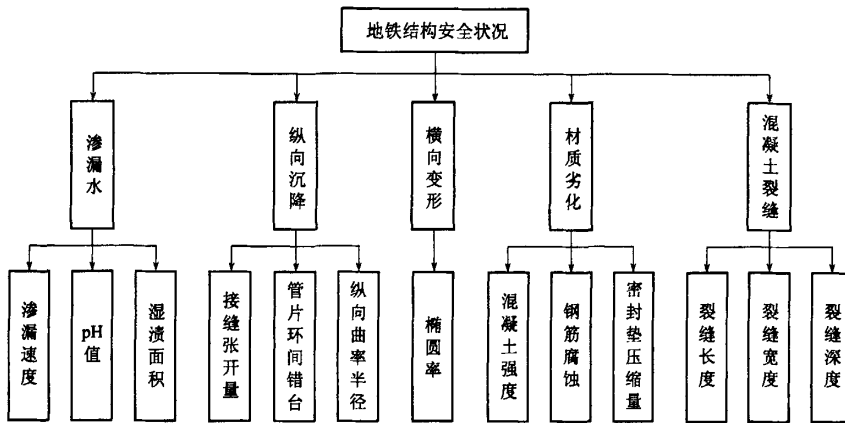 地铁结构安全状况
渗漏水
纵向沉降
横向变形
材质劣化
混凝土裂缝
渗漏速度
pH
值
湿渍面积
接缝张开量
管片环间错台
纵向曲率半径
椭圆率
混凝土强度
钢筋腐蚀
密封垫压缩量
裂缝长度
裂缝宽度
裂缝深度